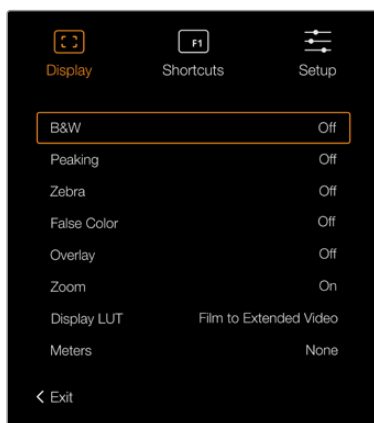 F1
Display Shortcuts Setup
B&W Off
Peaking Off
Zebra Off
False Color Off
Overlay Off
Zoom On
Display LUT Film to Extended Video
Meters None
< Exit